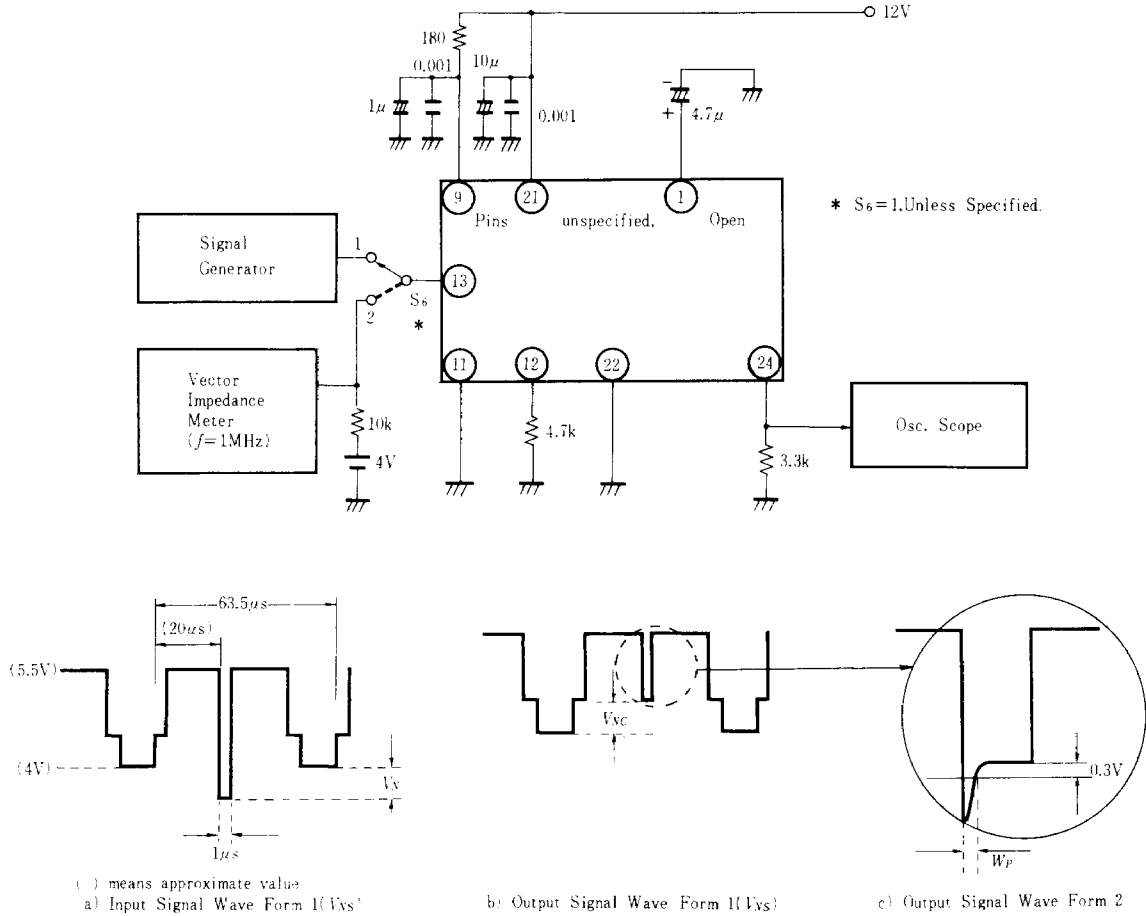 12V
180
0.001
10μ
1μ
0.001
-
+
4.7μ
9
21
1
Pins unspecified, Open
* S6=1, Unless Specified.
Signal
Generator
1
13
S6
2
*
11
12
22
24
Vector
Impedance
Meter
(f=1MHz)
10k
4V
4.7k
3.3k
Osc. Scope
63.5μs
(20μs)
(5.5V)
(4V)
VN
1μs
VNC
0.3V
WP
( ) means approximate value
a) Input Signal Wave Form 1(VNS)
b) Output Signal Wave Form 1(VNS)
c) Output Signal Wave Form 2